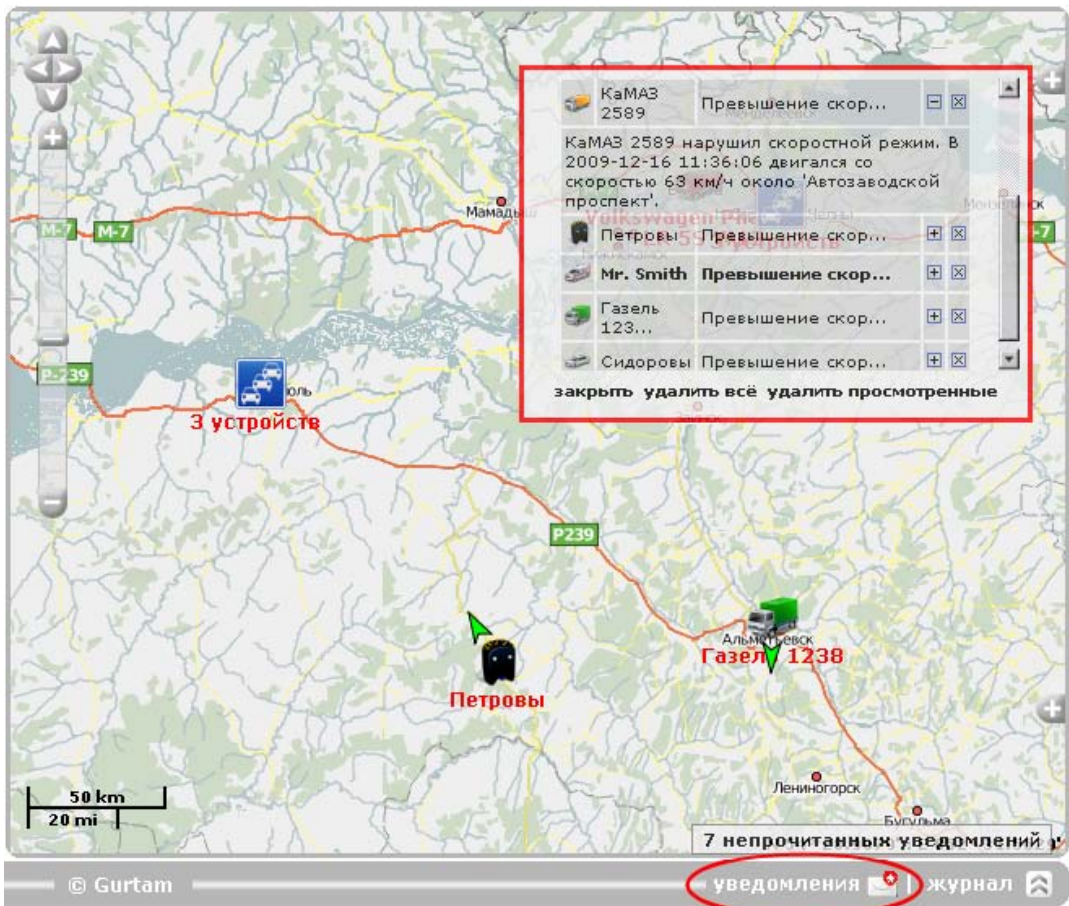 КаМАЗ 2589
Превышение скор...
КаМАЗ 2589 нарушил скоростной режим. В
2009-12-16 11:36:06 двигался со
скоростью 63 км/ч около 'Автозаводской
проспект'.
Петровы Превышение скор...
Mr. Smith Превышение скор...
Газель 123...
Превышение скор...
Сидоровы Превышение скор...
закрыть удалить всё удалить просмотренные
Мамадыш
М-7 М-7
-7
Р-239
оль
3 устройств
Р239
Альметьевск
Газель 1238
Петровы
Лениногорск
Бугульма
50 km
20 mi
7 непрочитанных уведомлений
© Gurtam
уведомления
журнал